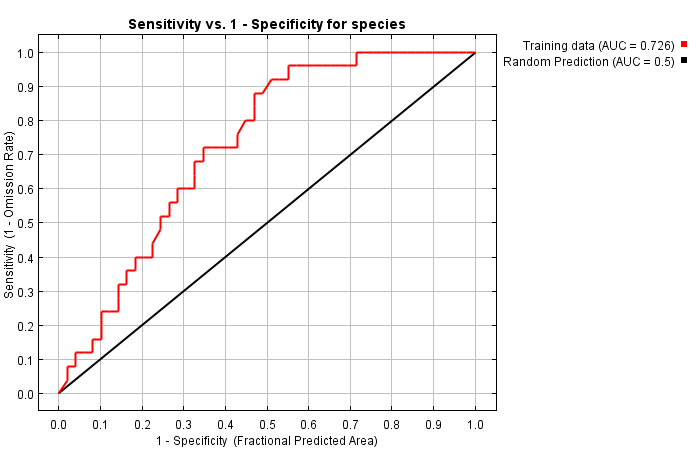 Sensitivity vs. 1 - Specificity for species
Training data (AUC = 0.726)
Random Prediction (AUC = 0.5)
Sensitivity (1 - Omission Rate)
1.0
0.9
0.8
0.7
0.6
0.5
0.4
0.3
0.2
0.1
0.0
0.0 0.1 0.2 0.3 0.4 0.5 0.6 0.7 0.8 0.9 1.0
1 - Specificity (Fractional Predicted Area)